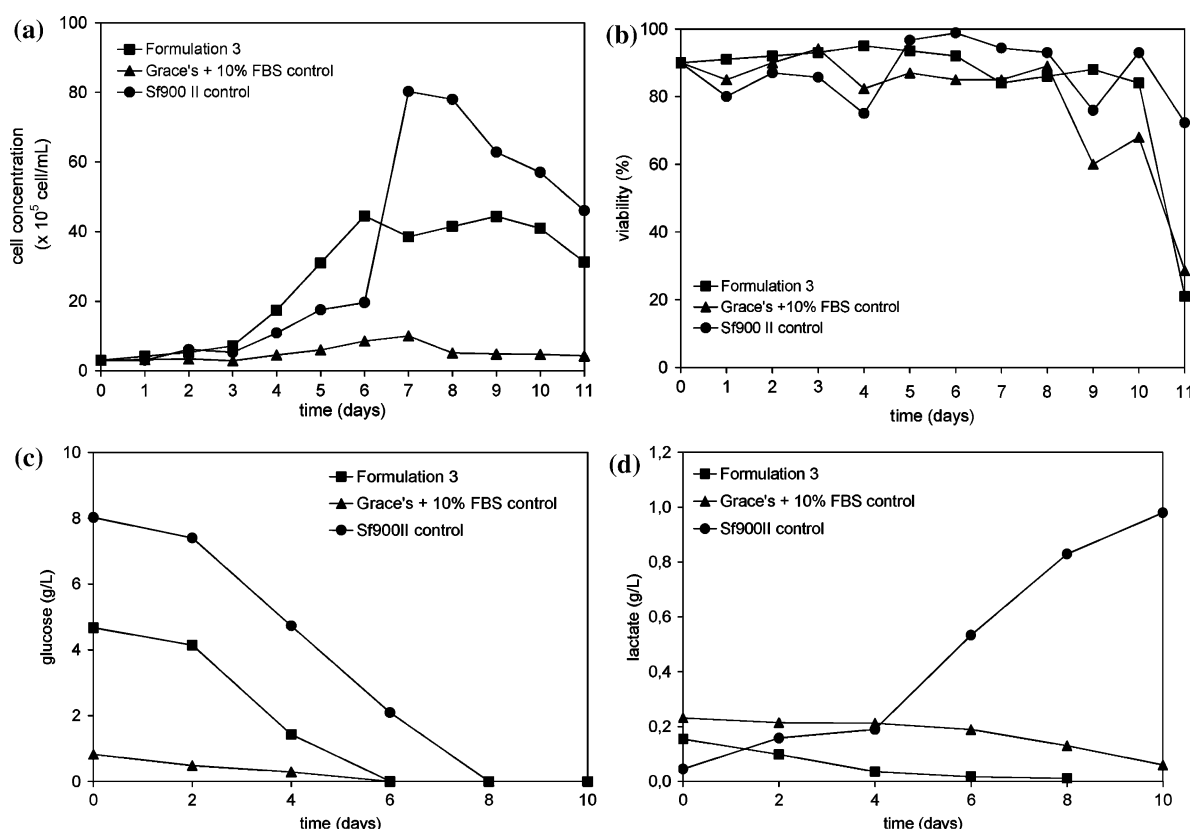 (a)
100
80
60
40
20
0
cell concentration
(x 10⁵ cell/mL)
Formulation 3
Grace's + 10% FBS control
Sf900 II control
0 1 2 3 4 5 6 7 8 9 10 11
time (days)
(b)
100
80
60
40
20
0
viability (%)
Formulation 3
Grace's +10% FBS control
Sf900 II control
0 1 2 3 4 5 6 7 8 9 10 11
time (days)
(c)
10
8
6
4
2
0
glucose (g/L)
Formulation 3
Grace's + 10% FBS control
Sf900II control
0 2 4 6 8 10
time (days)
(d)
1,2
1,0
0,8
0,6
0,4
0,2
0,0
lactate (g/L)
Formulation 3
Grace's + 10% FBS control
Sf900II control
0 2 4 6 8 10
time (days)